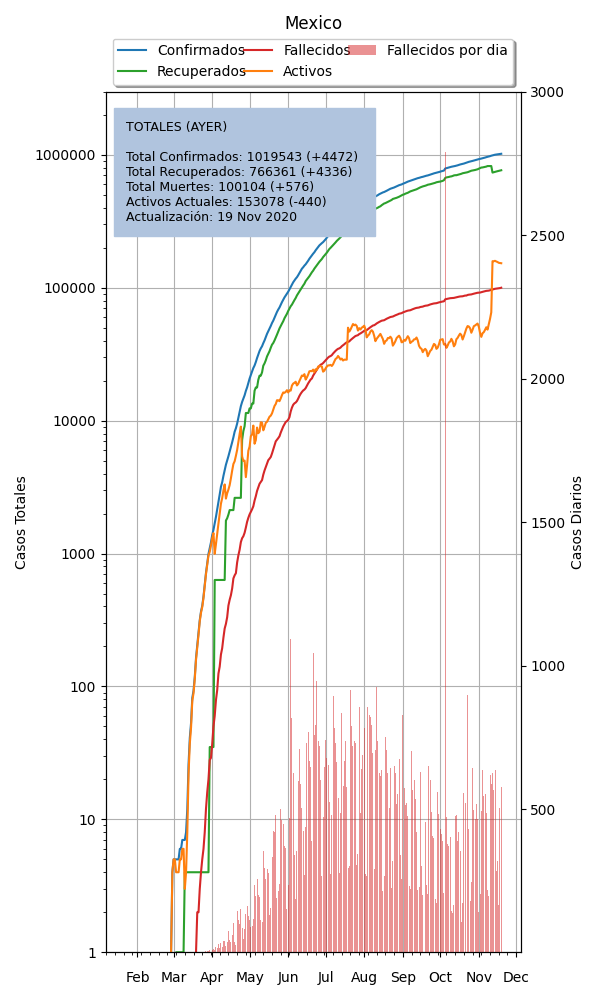 Mexico
Confirmados
Fallecidos
Fallecidos por dia
Recuperados
Activos
TOTALES (AYER)
Total Confirmados: 1019543 (+4472)
Total Recuperados: 766361 (+4336)
Total Muertes: 100104 (+576)
Activos Actuales: 153078 (-440)
Actualización: 19 Nov 2020
Casos Totales
1000000
100000
10000
1000
100
10
1
3000
2500
2000
1500
1000
500
Casos Diarios
Feb Mar Apr May Jun Jul Aug Sep Oct Nov Dec